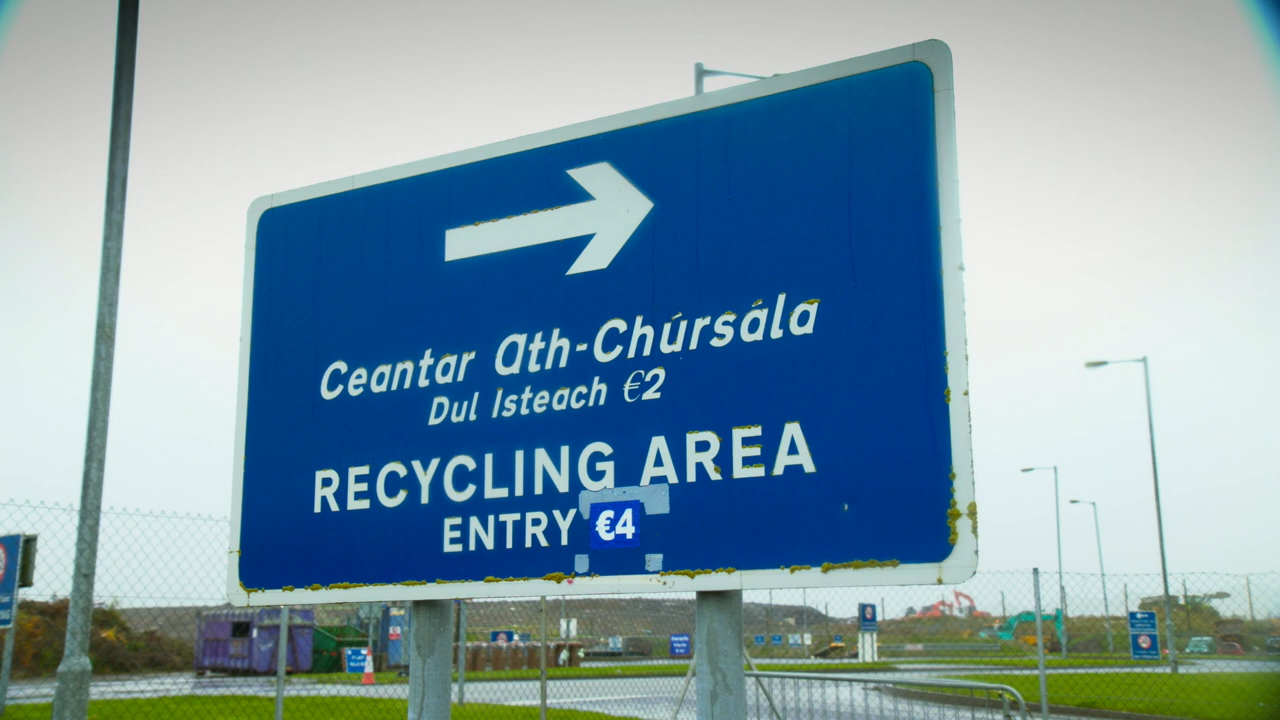 Ceantar Ath-Chúrsála
Dul Isteach €2
RECYCLING AREA
ENTRY €4